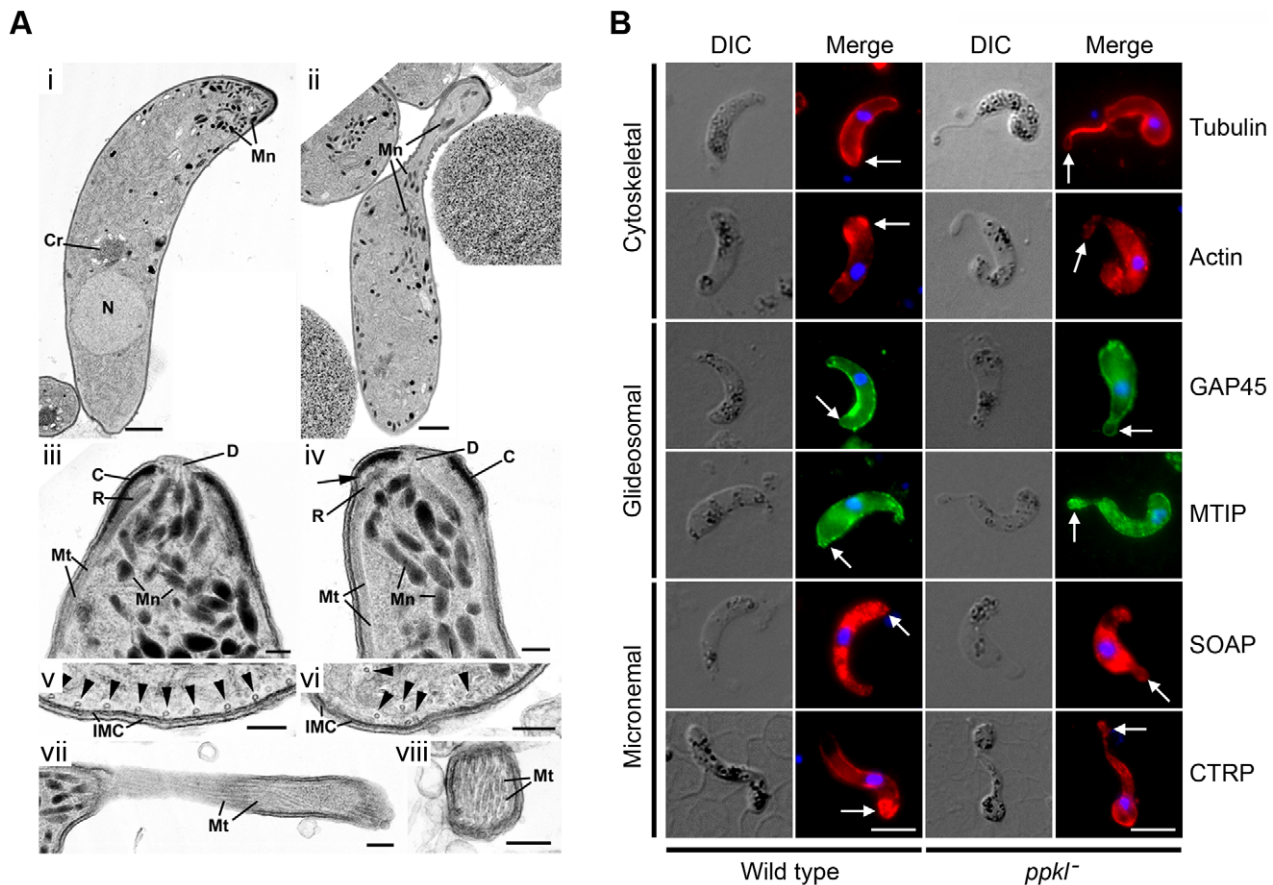 A
B
DIC
Merge
DIC
Merge
i
ii
Mn
Mn
Cr
N
iii
iv
C
D
R
D
C
R
Mt
Mn
Mt
Mn
v
vi
IMC
IMC
vii
viii
Mt
Mt
Cytoskeletal
Glideosomal
Micronemal
Tubulin
Actin
GAP45
MTIP
SOAP
CTRP
Wild type
ppkl⁻